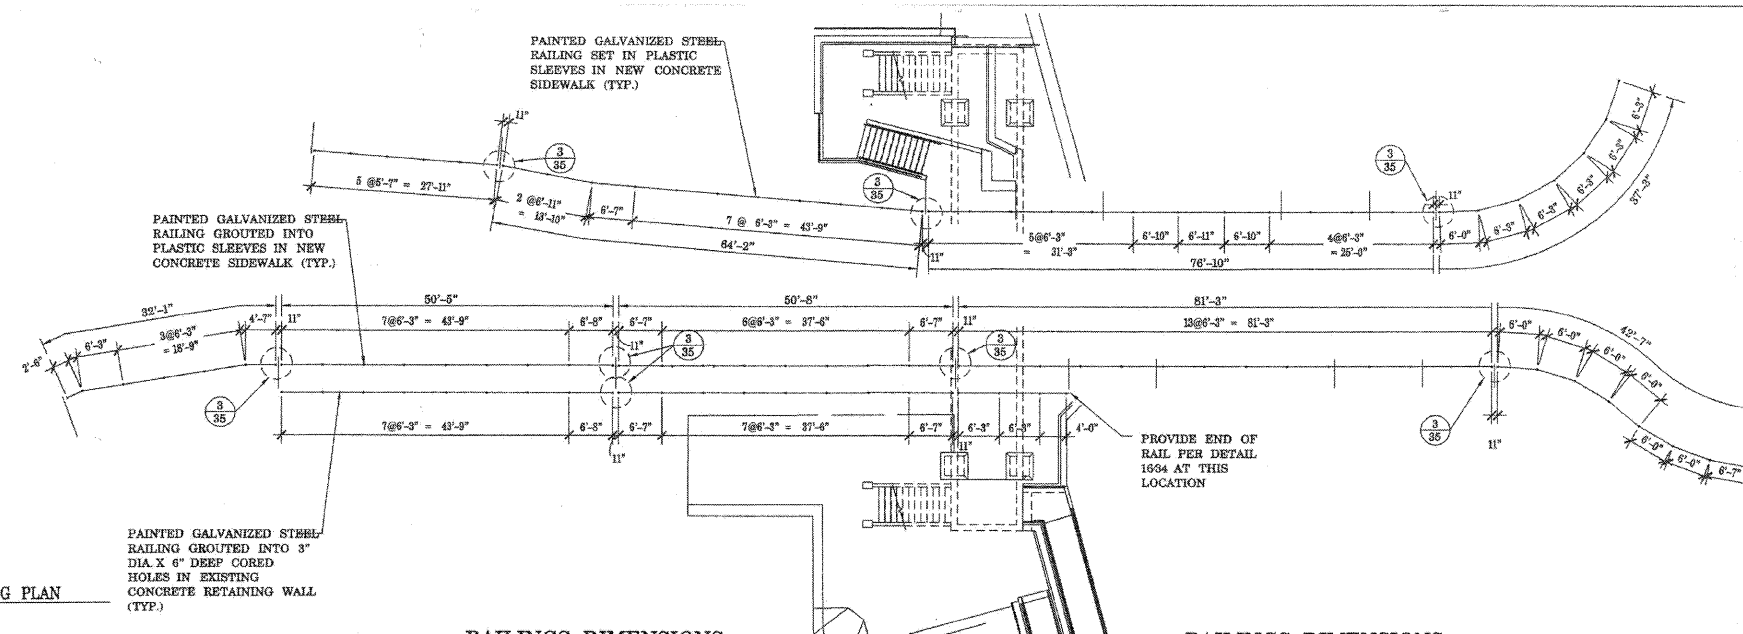 PAINTED GALVANIZED STEEL
RAILING SET IN PLASTIC
SLEEVES IN NEW CONCRETE
SIDEWALK (TYP.)
11"
3
35
5 @5'-7" = 27'-11"
2 @6'-11"
= 13'-10"
6'-7"
7 @ 6'-3" = 43'-9"
64'-2"
3
35
11"
5@6'-3"
= 31'-3"
6'-10"
6'-11"
6'-10"
4@6'-3"
= 25'-0"
76'-10"
3
35
11"
6'-0"
6'-3"
6'-3"
6'-3"
6'-3"
6'-3"
37'-3"
PAINTED GALVANIZED STEEL
RAILING GROUTED INTO
PLASTIC SLEEVES IN NEW
CONCRETE SIDEWALK (TYP.)
32'-1"
50'-5"
50'-8"
81'-3"
42'-7"
2'-6"
6'-3"
3@6'-3"
= 18'-9"
4'-7"
11"
7@6'-3" = 43'-9"
6'-8"
6'-7"
11"
6@6'-3" = 37'-6"
6'-7"
11"
13@6'-3" = 81'-3"
6'-0"
6'-0"
6'-0"
6'-0"
3
35
3
35
3
35
3
35
7@6'-3" = 43'-9"
6'-8"
6'-7"
11"
7@6'-3" = 37'-6"
6'-7"
11"
6'-3"
6'-3"
4'-0"
11"
6'-0"
6'-0"
6'-7"
PROVIDE END OF
RAIL PER DETAIL
1634 AT THIS
LOCATION
PAINTED GALVANIZED STEEL
RAILING GROUTED INTO 3"
DIA. X 6" DEEP CORED
HOLES IN EXISTING
CONCRETE RETAINING WALL
(TYP.)
G PLAN
RAILINGS DIMENSIONS
RAILINGS DIMENSIONS